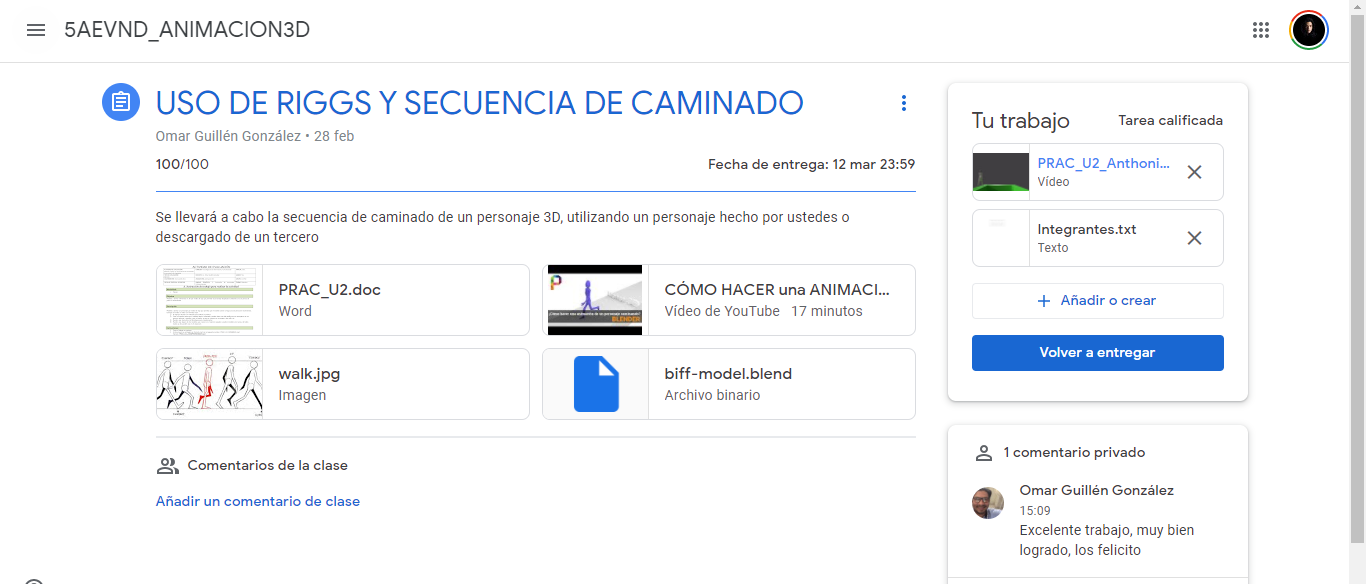 5AEVND_ANIMACION3D
USO DE RIGGS Y SECUENCIA DE CAMINADO
Omar Guillén González • 28 feb
100/100
Fecha de entrega: 12 mar 23:59
Se llevará a cabo la secuencia de caminado de un personaje 3D, utilizando un personaje hecho por ustedes o
descargado de un tercero
PRAC_U2.doc
Word
CÓMO HACER una ANIMACI...
Vídeo de YouTube 17 minutos
BLENDER
walk.jpg
Imagen
biff-model.blend
Archivo binario
Comentarios de la clase
Añadir un comentario de clase
Tu trabajo
Tarea calificada
PRAC_U2_Anthoni...
Vídeo
Integrantes.txt
Texto
Añadir o crear
Volver a entregar
1 comentario privado
Omar Guillén González
15:09
Excelente trabajo, muy bien
logrado, los felicito